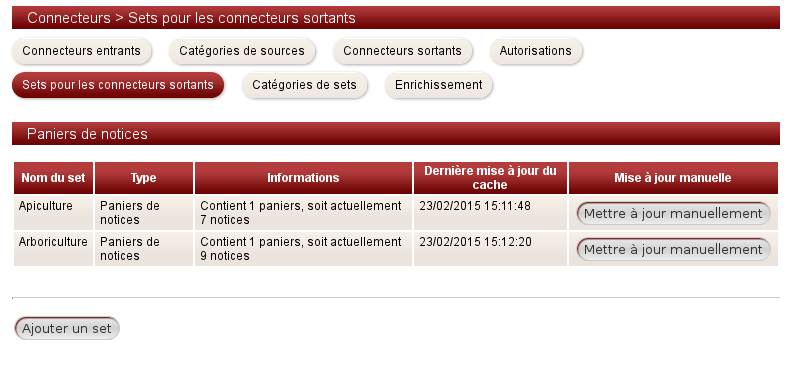 Connecteurs > Sets pour les connecteurs sortants
Connecteurs entrants Catégories de sources Connecteurs sortants Autorisations
Sets pour les connecteurs sortants Catégories de sets Enrichissement
Paniers de notices
Nom du set Type Informations Dernière mise à jour du cache Mise à jour manuelle
Apiculture Paniers de notices Contient 1 paniers, soit actuellement 7 notices 23/02/2015 15:11:48 Mettre à jour manuellement
Arboriculture Paniers de notices Contient 1 paniers, soit actuellement 9 notices 23/02/2015 15:12:20 Mettre à jour manuellement
Ajouter un set